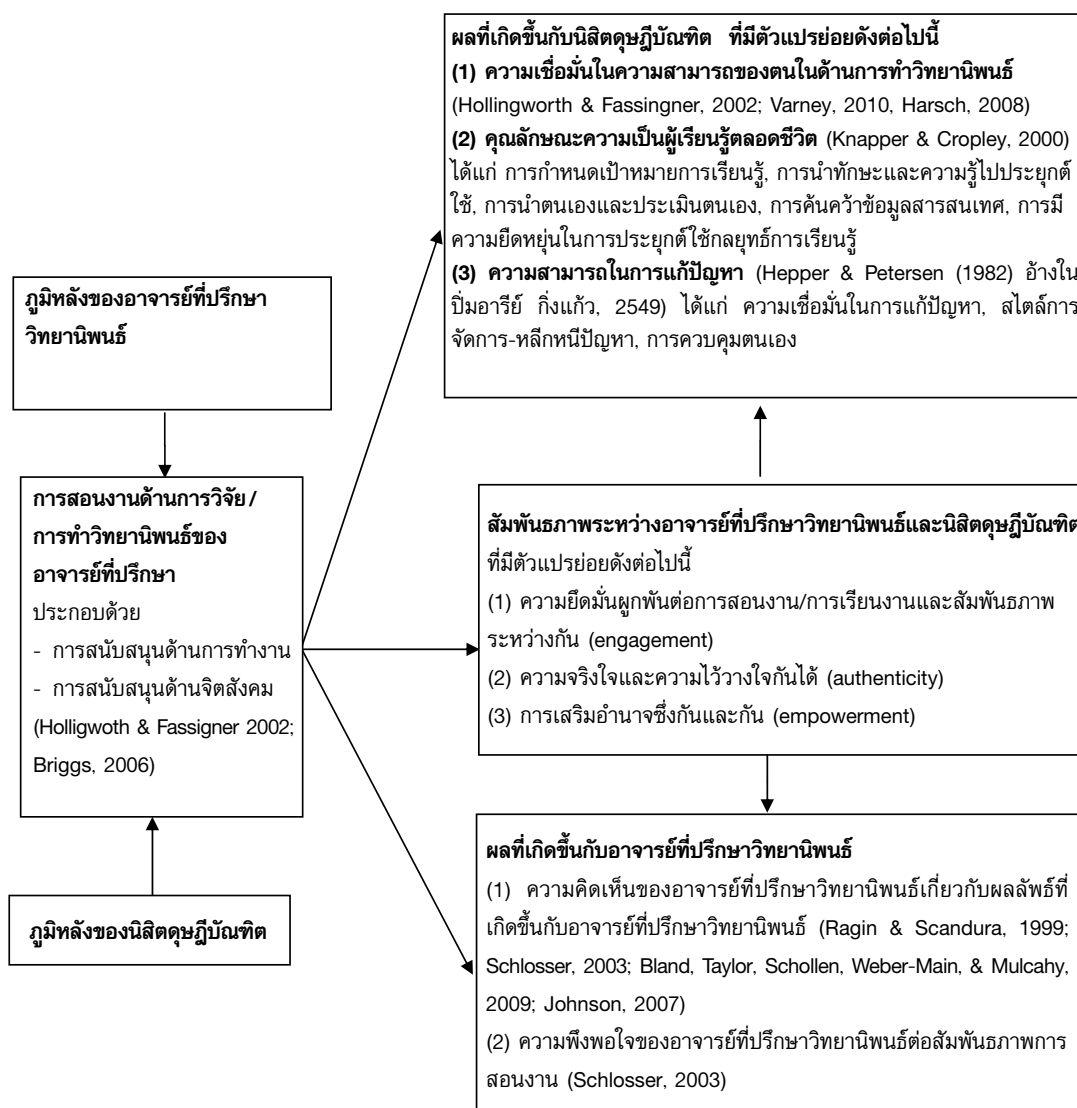 ผลที่เกิดขึ้นกับนิสิตดุษฎีบัณฑิต ที่มีตัวแปรย่อยดังต่อไปนี้
(1) ความเชื่อมั่นในความสามารถของตนในด้านการทำวิทยานิพนธ์
(Hollingworth & Fassingner, 2002; Varney, 2010, Harsch, 2008)
(2) คุณลักษณะความเป็นผู้เรียนรู้ตลอดชีวิต (Knapper & Cropley, 2000)
ได้แก่ การกำหนดเป้าหมายการเรียนรู้, การนำทักษะและความรู้ไปประยุกต์
ใช้, การนำตนเองและประเมินตนเอง, การค้นคว้าข้อมูลสารสนเทศ, การมี
ความยืดหยุ่นในการประยุกต์ใช้กลยุทธ์การเรียนรู้
(3) ความสามารถในการแก้ปัญหา (Hepper & Petersen (1982) อ้างใน
ปิ่มอารีย์ กิ่งแก้ว, 2549) ได้แก่ ความเชื่อมั่นในการแก้ปัญหา, สไตล์การ
จัดการ-หลีกหนีปัญหา, การควบคุมตนเอง
ภูมิหลังของอาจารย์ที่ปรึกษา
วิทยานิพนธ์
การสอนงานด้านการวิจัย/
การทำวิทยานิพนธ์ของ
อาจารย์ที่ปรึกษา
ประกอบด้วย
- การสนับสนุนด้านการทำงาน
- การสนับสนุนด้านจิตสังคม
(Holligwoth & Fassigner 2002;
Briggs, 2006)
สัมพันธภาพระหว่างอาจารย์ที่ปรึกษาวิทยานิพนธ์และนิสิตดุษฎีบัณฑิต
ที่มีตัวแปรย่อยดังต่อไปนี้
(1) ความยึดมั่นผูกพันต่อการสอนงาน/การเรียนงานและสัมพันธภาพ
ระหว่างกัน (engagement)
(2) ความจริงใจและความไว้วางใจกันได้ (authenticity)
(3) การเสริมอำนาจซึ่งกันและกัน (empowerment)
ภูมิหลังของนิสิตดุษฎีบัณฑิต
ผลที่เกิดขึ้นกับอาจารย์ที่ปรึกษาวิทยานิพนธ์
(1) ความคิดเห็นของอาจารย์ที่ปรึกษาวิทยานิพนธ์เกี่ยวกับผลลัพธ์ที่
เกิดขึ้นกับอาจารย์ที่ปรึกษาวิทยานิพนธ์ (Ragin & Scandura, 1999;
Schlosser, 2003; Bland, Taylor, Schollen, Weber-Main, & Mulcahy,
2009; Johnson, 2007)
(2) ความพึงพอใจของอาจารย์ที่ปรึกษาวิทยานิพนธ์ต่อสัมพันธภาพการ
สอนงาน (Schlosser, 2003)